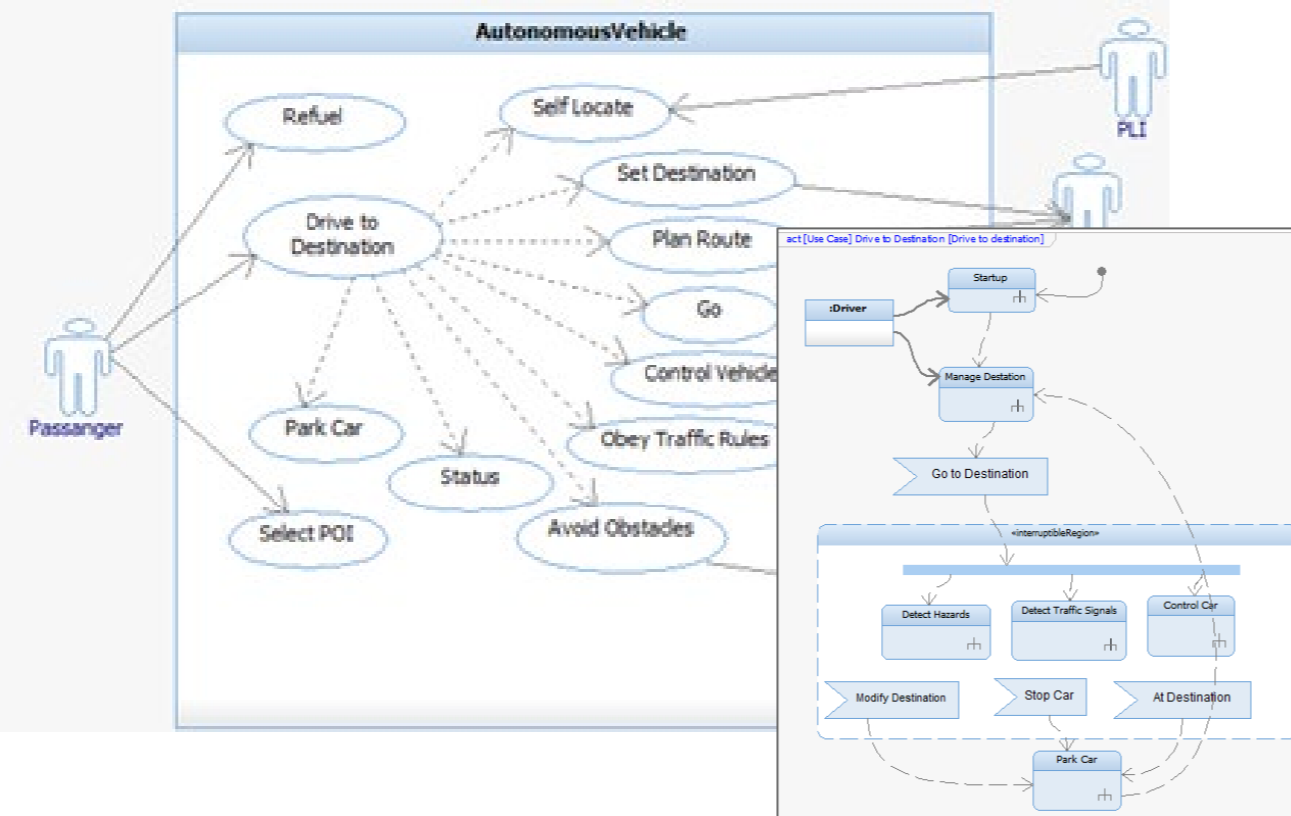 AutonomousVehicle
Refuel
Self Locate
PLI
Set Destination
Drive to
Destination
Plan Route
Go
Control Vehicle
Passanger
Park Car
Obey Traffic Rules
Status
Select POI
Avoid Obstacles
act [Use Case] Drive to Destination [Drive to destination]
Startup
:Driver
Manage Destation
Go to Destination
«interruptibleRegion»
Detect Hazards
Detect Traffic Signals
Control Car
Modify Destination
Stop Car
At Destination
Park Car